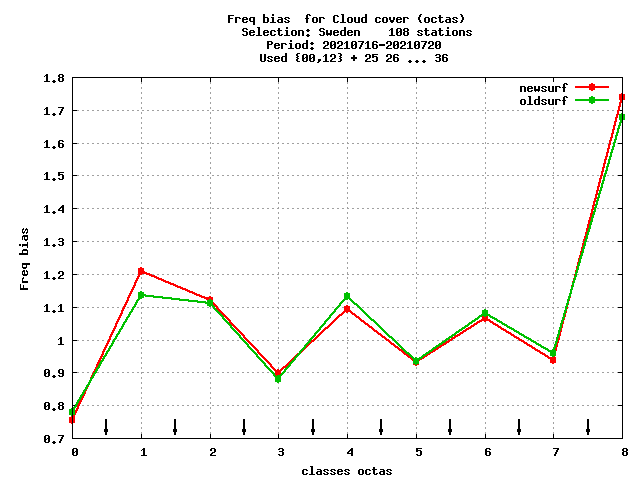 Freq bias  for Cloud cover (octas)
Selection: Sweden    108 stations
Period: 20210716-20210720
Used {00,12} + 25 26 ... 36
newsurf
oldsurf
1.8
1.7
1.6
1.5
1.4
1.3
1.2
1.1
1
0.9
0.8
0.7
Freq bias
0 1 2 3 4 5 6 7 8
classes octas